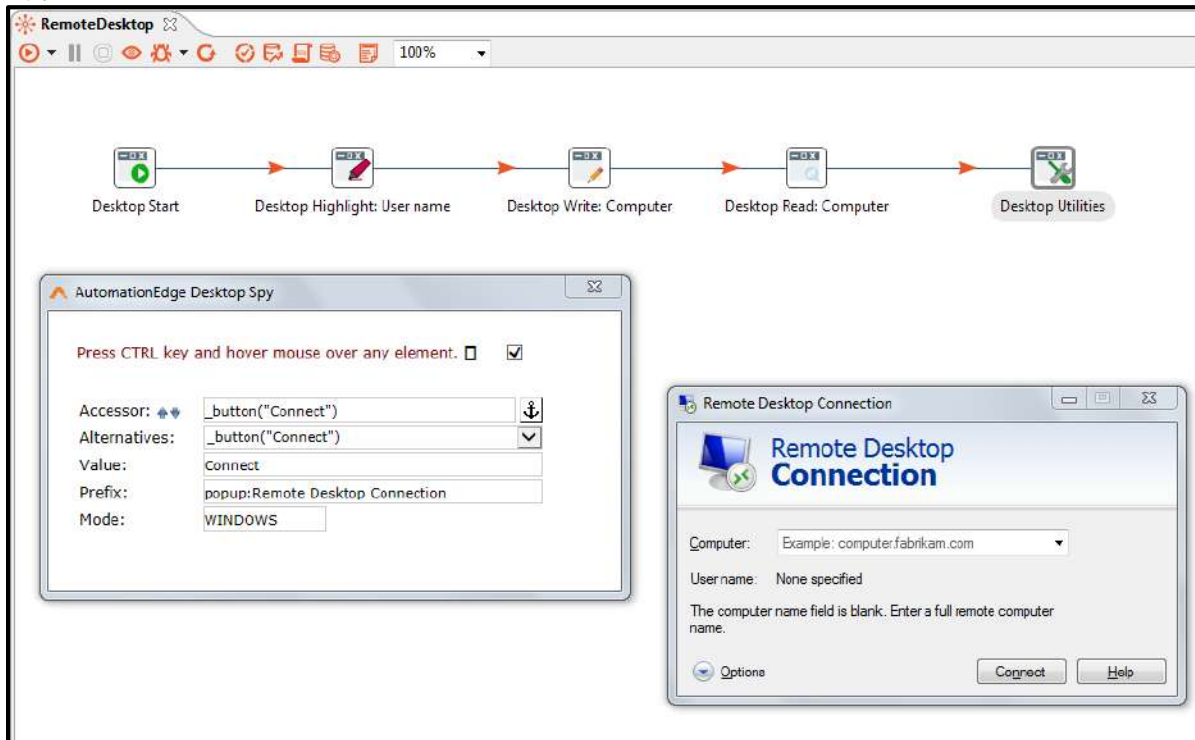 RemoteDesktop
100%
Desktop Start
Desktop Highlight: User name
Desktop Write: Computer
Desktop Read: Computer
Desktop Utilities
AutomationEdge Desktop Spy
Press CTRL key and hover mouse over any element.
Accessor: _button("Connect")
Alternatives: _button("Connect")
Value: Connect
Prefix: popup:Remote Desktop Connection
Mode: WINDOWS
Remote Desktop Connection
Remote Desktop
Connection
Computer: Example: computer.fabrikam.com
User name: None specified
The computer name field is blank. Enter a full remote computer
name.
Options
Connect
Help